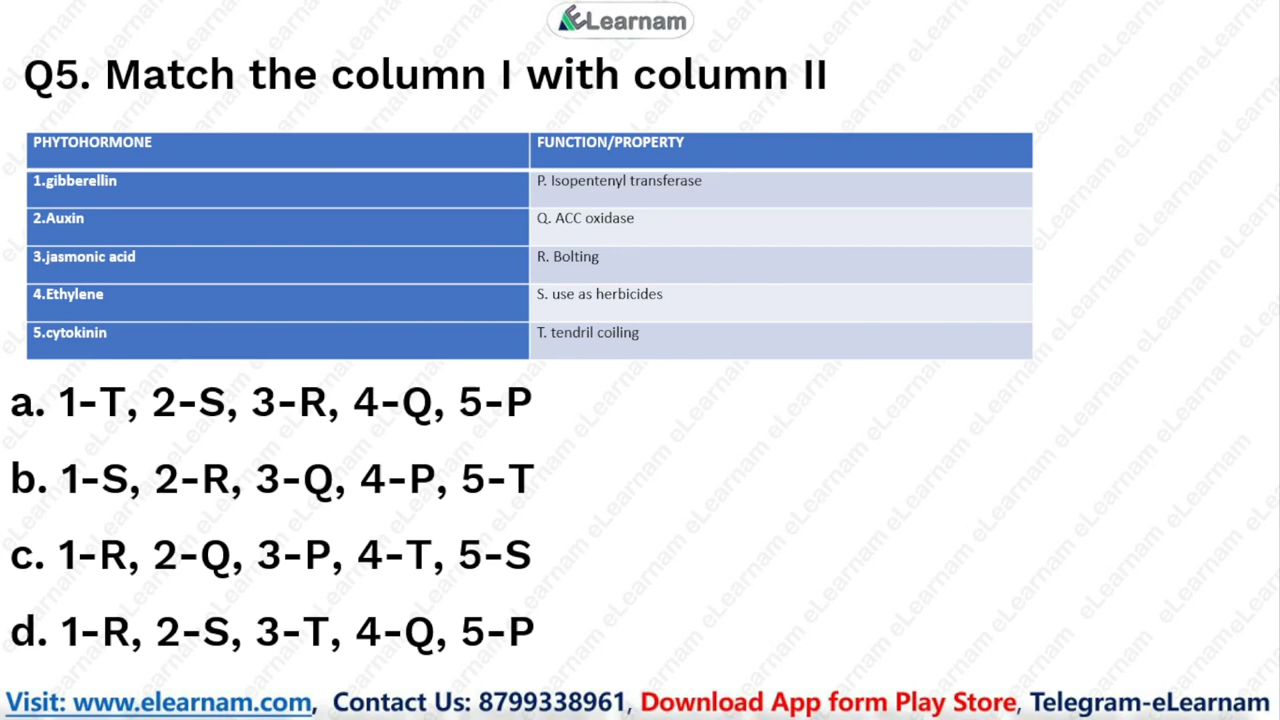 ELearnam
Q5. Match the column I with column II
PHYTOHORMONE FUNCTION/PROPERTY
1.gibberellin P. Isopentenyl transferase
2.Auxin Q. ACC oxidase
3.jasmonic acid R. Bolting
4.Ethylene S. use as herbicides
5.cytokinin T. tendril coiling
a. 1-T, 2-S, 3-R, 4-Q, 5-P
b. 1-S, 2-R, 3-Q, 4-P, 5-T
c. 1-R, 2-Q, 3-P, 4-T, 5-S
d. 1-R, 2-S, 3-T, 4-Q, 5-P
Visit: www.elearnam.com, Contact Us: 8799338961, Download App form Play Store, Telegram-eLearnam